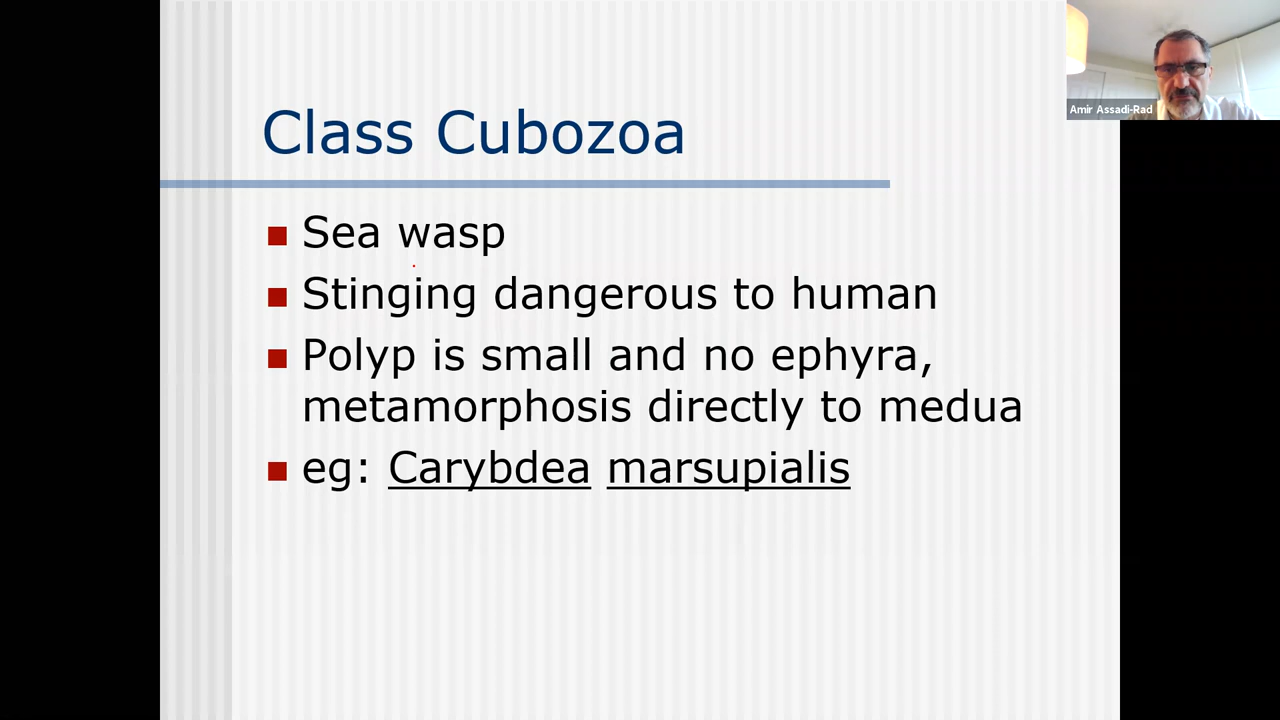 Amir Assadi-Rad
Class Cubozoa
Sea wasp
Stinging dangerous to human
Polyp is small and no ephyra,
metamorphosis directly to medua
eg: Carybdea marsupialis